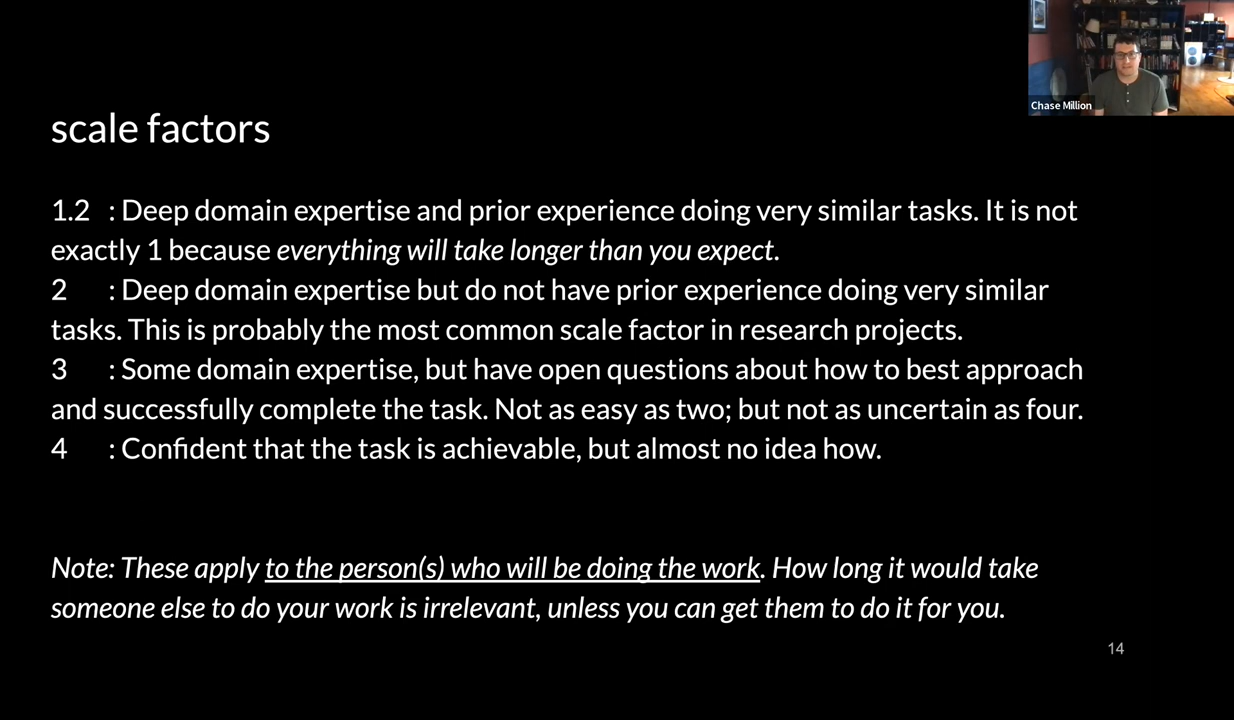 Chase Million
scale factors
1.2 : Deep domain expertise and prior experience doing very similar tasks. It is not
exactly 1 because everything will take longer than you expect.
2 : Deep domain expertise but do not have prior experience doing very similar
tasks. This is probably the most common scale factor in research projects.
3 : Some domain expertise, but have open questions about how to best approach
and successfully complete the task. Not as easy as two; but not as uncertain as four.
4 : Confident that the task is achievable, but almost no idea how.
Note: These apply to the person(s) who will be doing the work. How long it would take
someone else to do your work is irrelevant, unless you can get them to do it for you.
14